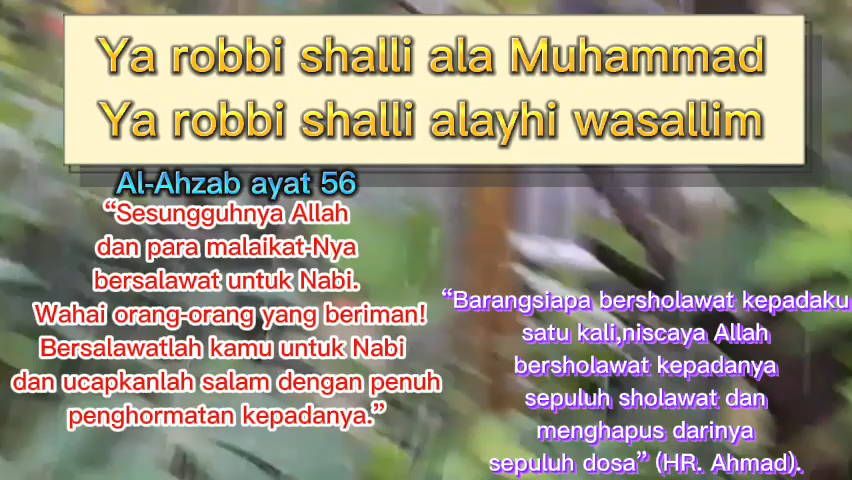 Ya robbi shalli ala Muhammad
Ya robbi shalli alayhi wasallim
Al-Ahzab ayat 56
“Sesungguhnya Allah
dan para malaikat-Nya
bersalawat untuk Nabi.
Wahai orang-orang yang beriman!
Bersalawatlah kamu untuk Nabi
dan ucapkanlah salam dengan penuh
penghormatan kepadanya.”
“Barangsiapa bersholawat kepadaku
satu kali,niscaya Allah
bersholawat kepadanya
sepuluh sholawat dan
menghapus darinya
sepuluh dosa” (HR. Ahmad).